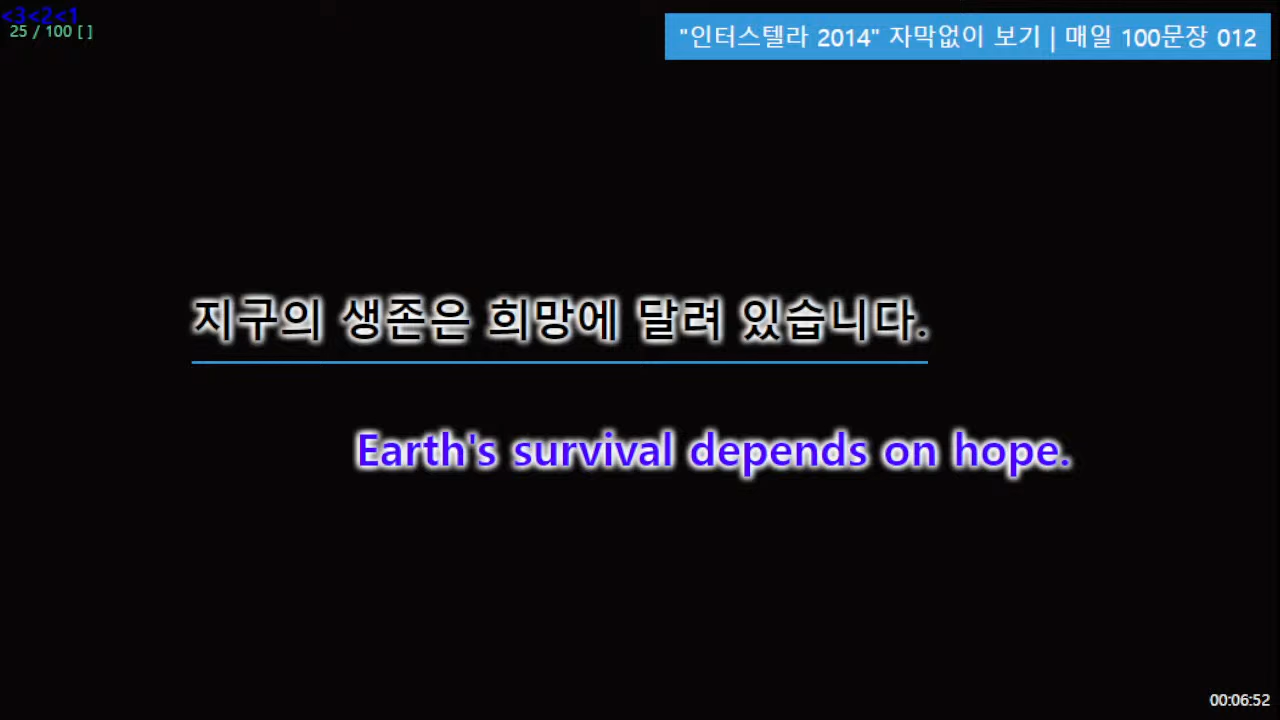 <3<2<1
25 / 100 [ ]
"인터스텔라 2014" 자막없이 보기 | 매일 100문장 012
지구의 생존은 희망에 달려 있습니다.
Earth's survival depends on hope.
00:06:52